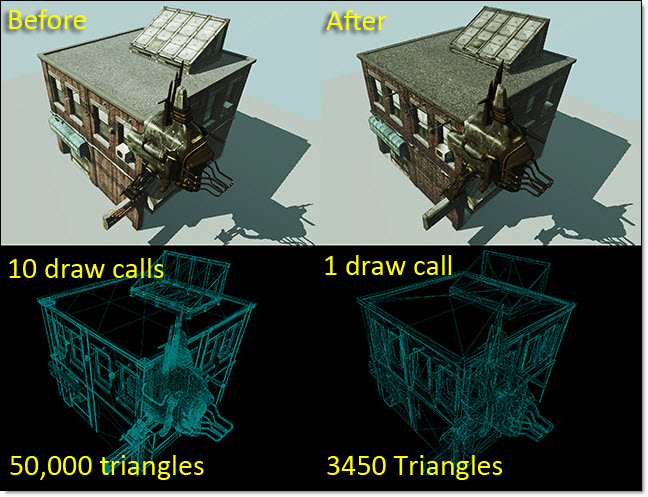 Before
After
10 draw calls
1 draw call
50,000 triangles
3450 Triangles